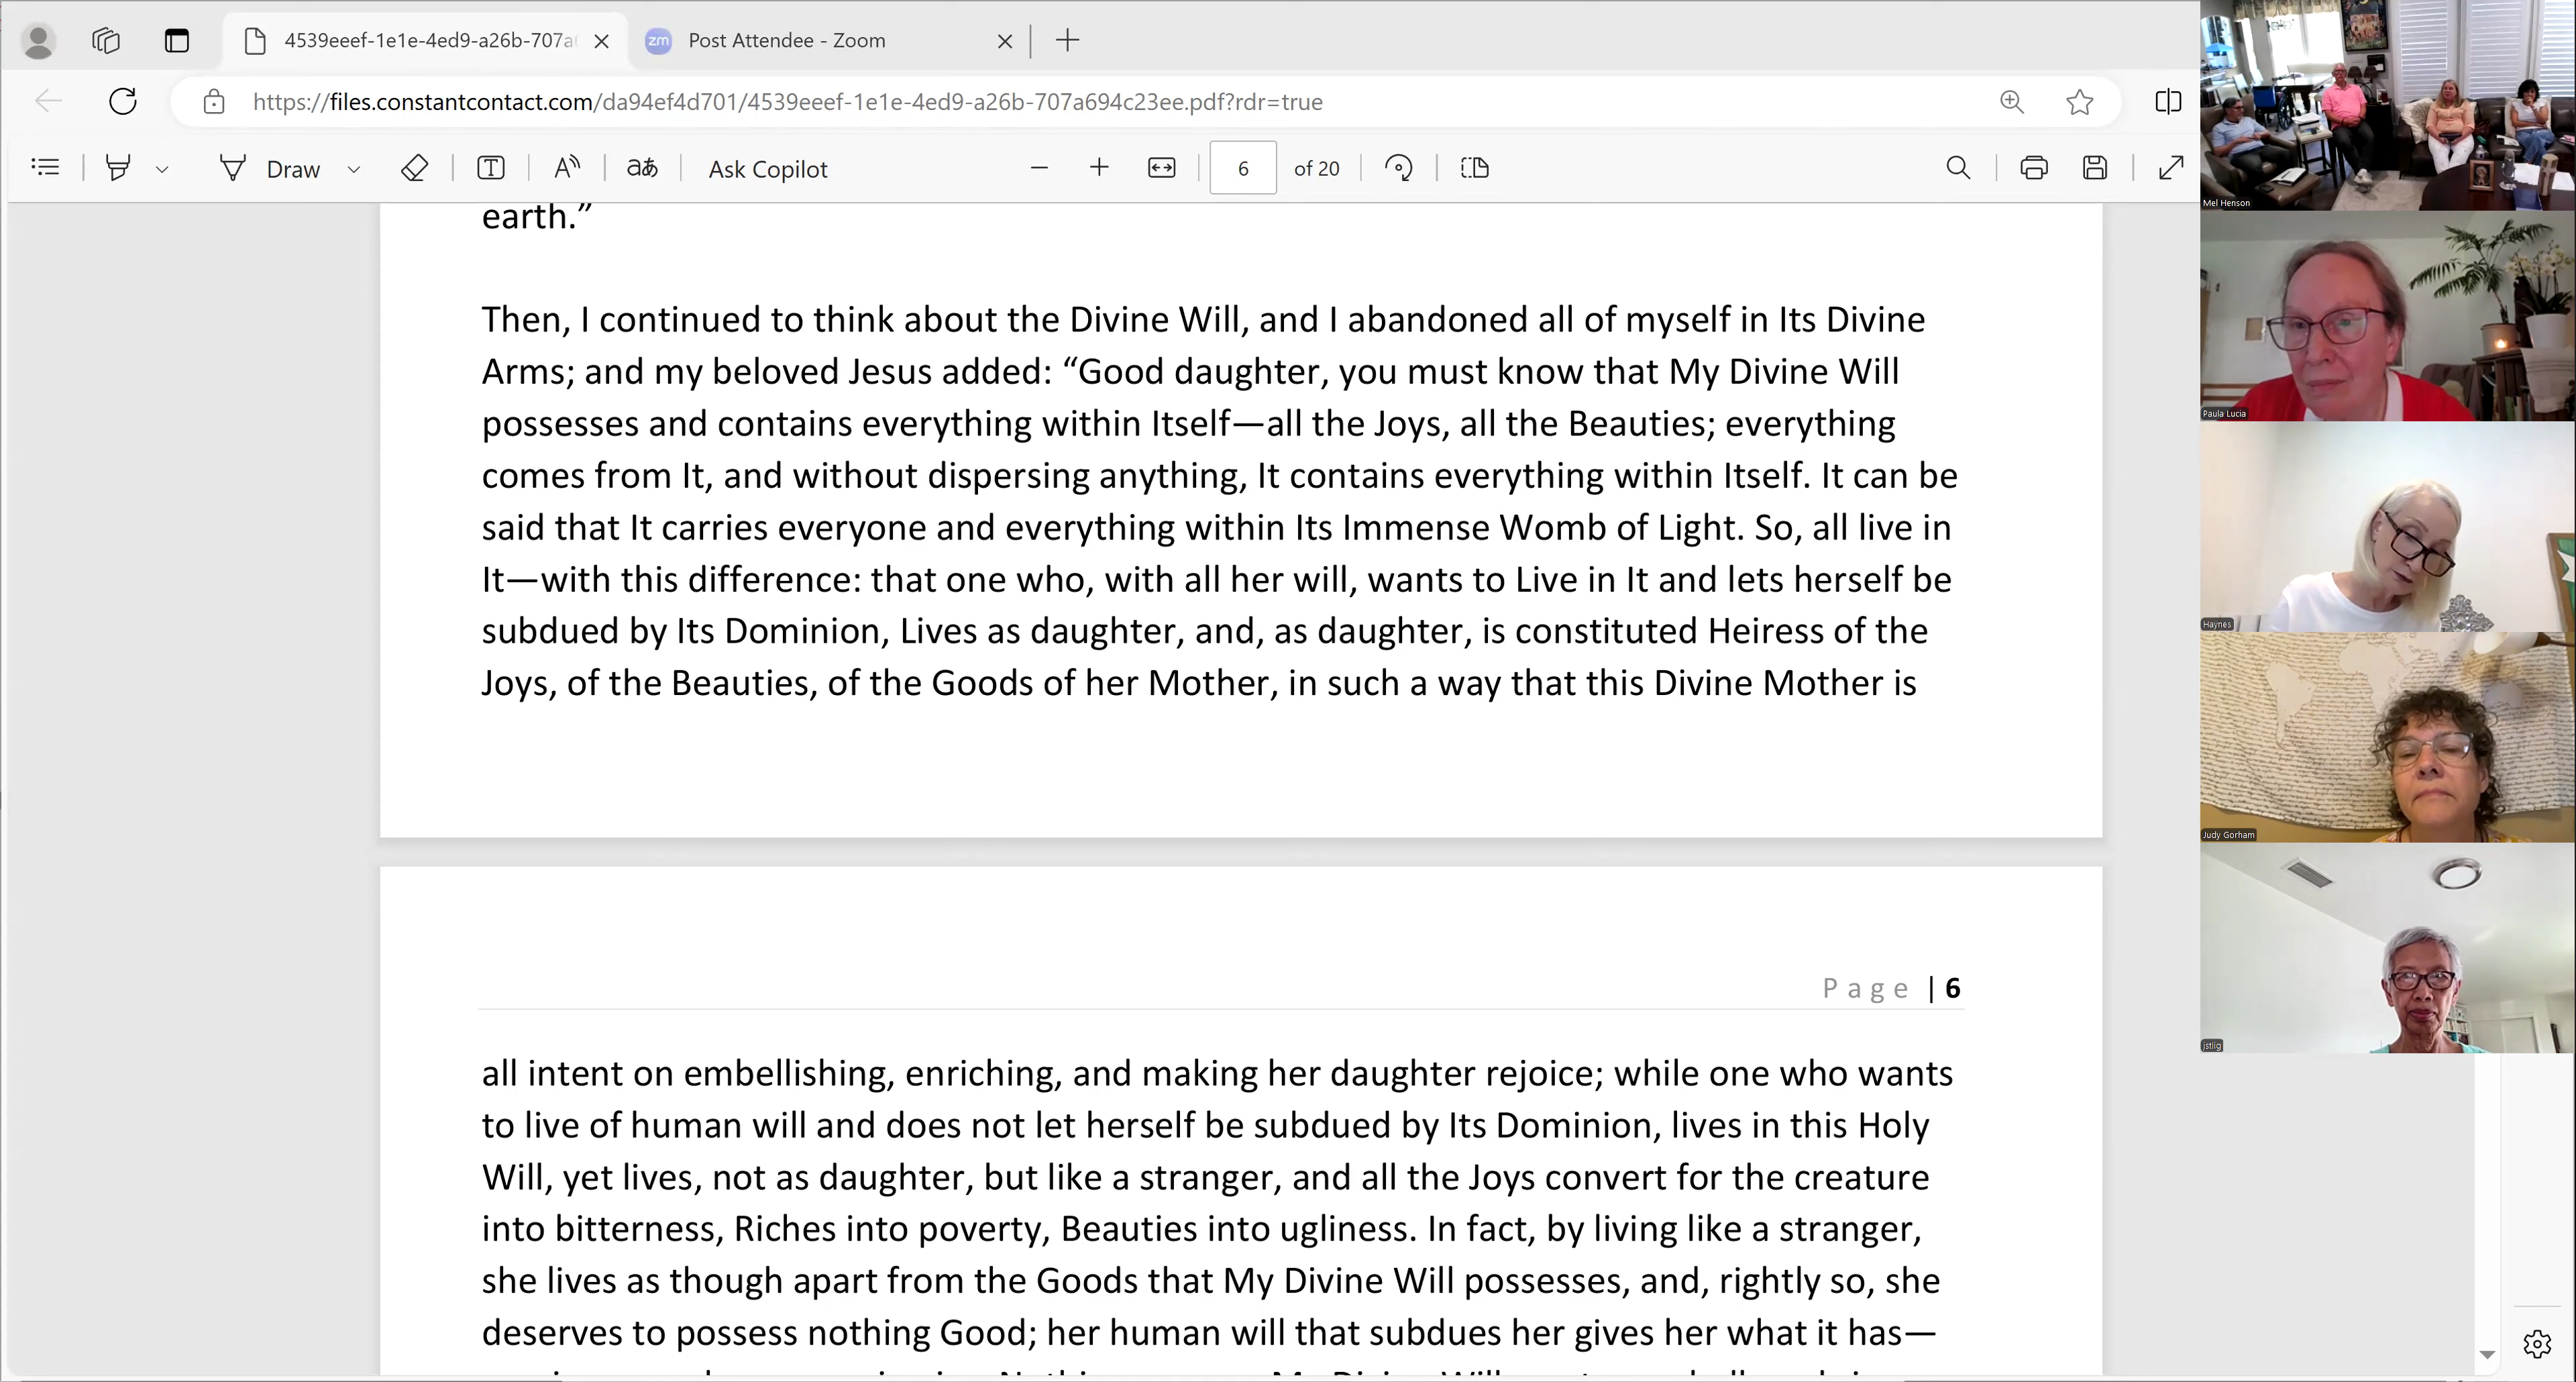 4539eeef-1e1e-4ed9-a26b-707a
zm
Post Attendee - Zoom
https://files.constantcontact.com/da94ef4d701/4539eeef-1e1e-4ed9-a26b-707a694c23ee.pdf?rdr=true
Draw
T
A
aあ
Ask Copilot
6
of 20
earth.”
Then, I continued to think about the Divine Will, and I abandoned all of myself in Its Divine
Arms; and my beloved Jesus added: “Good daughter, you must know that My Divine Will
possesses and contains everything within Itself—all the Joys, all the Beauties; everything
comes from It, and without dispersing anything, It contains everything within Itself. It can be
said that It carries everyone and everything within Its Immense Womb of Light. So, all live in
It—with this difference: that one who, with all her will, wants to Live in It and lets herself be
subdued by Its Dominion, Lives as daughter, and, as daughter, is constituted Heiress of the
Joys, of the Beauties, of the Goods of her Mother, in such a way that this Divine Mother is
Page | 6
all intent on embellishing, enriching, and making her daughter rejoice; while one who wants
to live of human will and does not let herself be subdued by Its Dominion, lives in this Holy
Will, yet lives, not as daughter, but like a stranger, and all the Joys convert for the creature
into bitterness, Riches into poverty, Beauties into ugliness. In fact, by living like a stranger,
she lives as though apart from the Goods that My Divine Will possesses, and, rightly so, she
deserves to possess nothing Good; her human will that subdues her gives her what it has—
Mel Henson
Paula Lucia
Haynes
Judy Gorham
jstlig